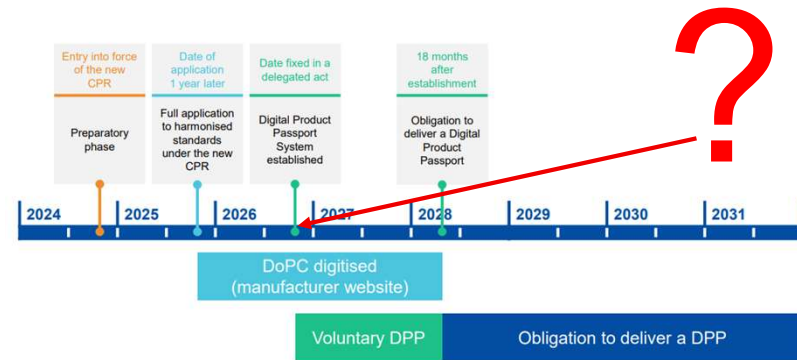 Entry into force
of the new
CPR
Preparatory
phase
Date of
application
1 year later
Full application
to harmonised
standards
under the new
CPR
Date fixed in a
delegated act
Digital Product
Passport
System
established
18 months
after
establishment
Obligation to
deliver a Digital
Product
Passport
?
2024 2025 2026 2027 2028 2029 2030 2031
DoPC digitised
(manufacturer website)
Voluntary DPP
Obligation to deliver a DPP